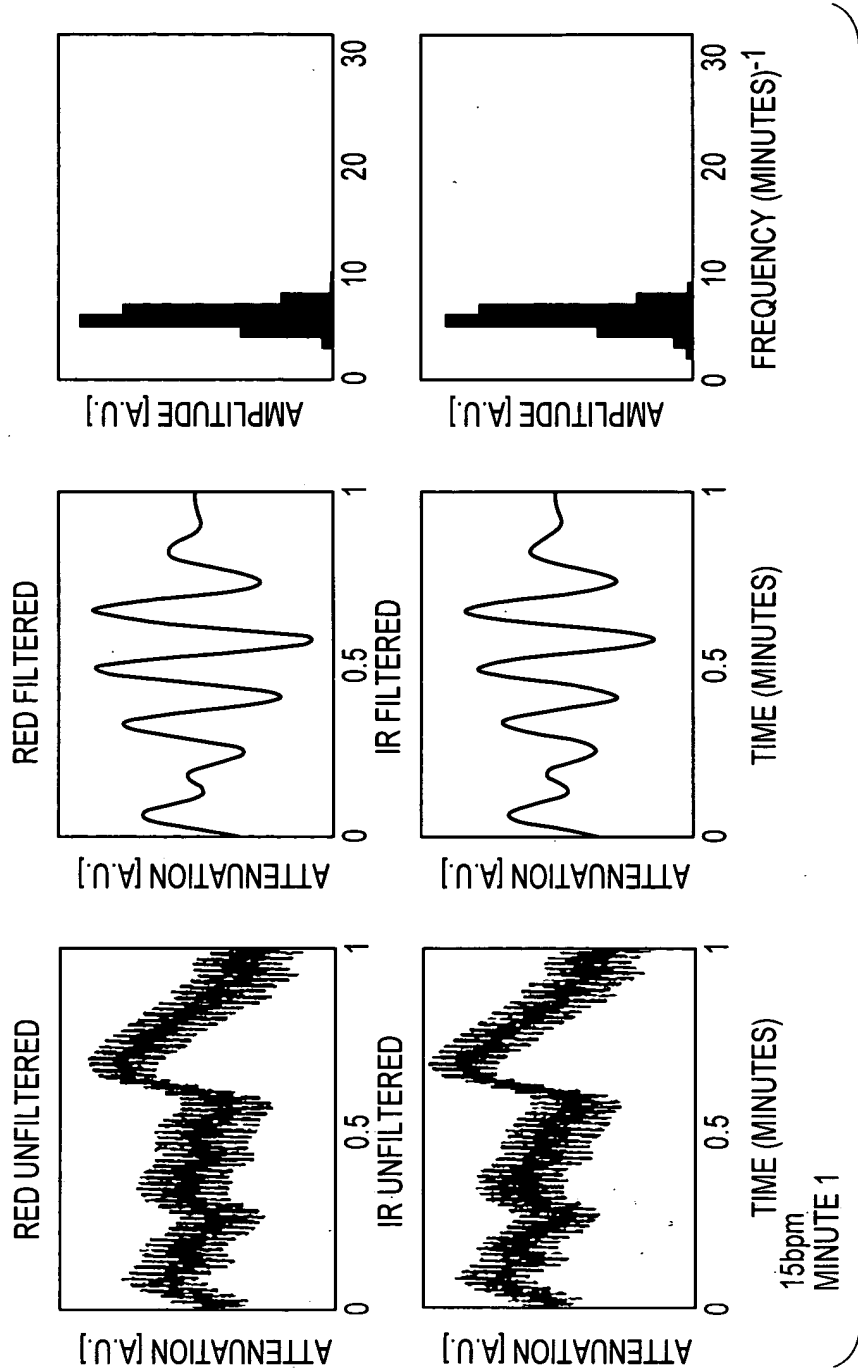 RED UNFILTERED
ATTENUATION [A.U.]
0
0.5
1
RED FILTERED
ATTENUATION [A.U.]
0
0.5
1
AMPLITUDE [A.U.]
0
10
20
30
IR UNFILTERED
ATTENUATION [A.U.]
0
0.5
1
TIME (MINUTES)
IR FILTERED
ATTENUATION [A.U.]
0
0.5
1
TIME (MINUTES)
AMPLITUDE [A.U.]
0
10
20
30
FREQUENCY (MINUTES)-1
15bpm
MINUTE 1